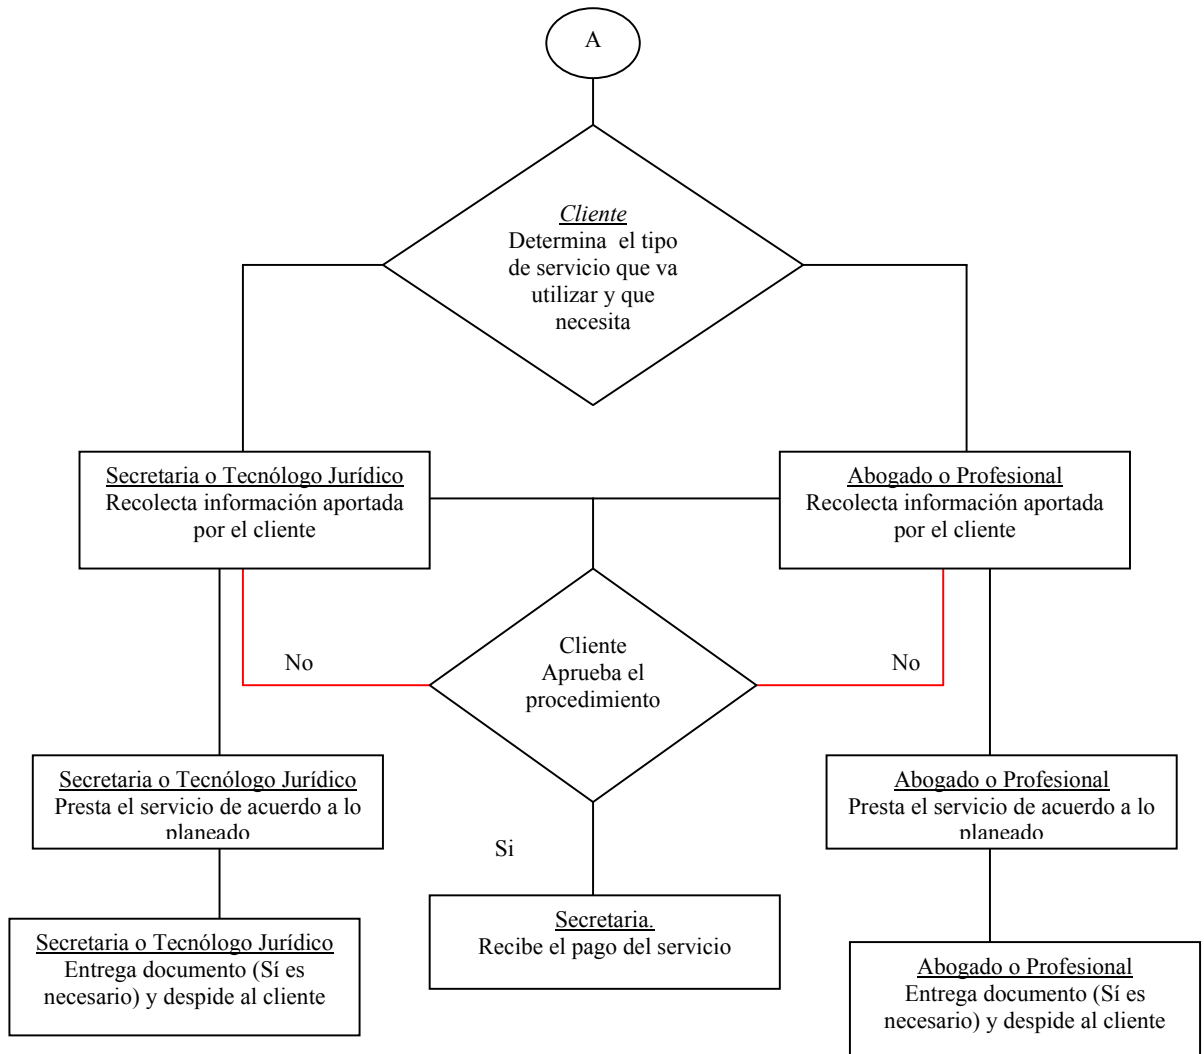 A
Cliente
Determina el tipo
de servicio que va
utilizar y que
necesita
Secretaria o Tecnólogo Jurídico
Recolecta información aportada
por el cliente
Abogado o Profesional
Recolecta información aportada
por el cliente
No
Cliente
Aprueba el
procedimiento
No
Secretaria o Tecnólogo Jurídico
Presta el servicio de acuerdo a lo
planeado
Abogado o Profesional
Presta el servicio de acuerdo a lo
planeado
Si
Secretaria o Tecnólogo Jurídico
Entrega documento (Sí es
necesario) y despide al cliente
Secretaria.
Recibe el pago del servicio
Abogado o Profesional
Entrega documento (Sí es
necesario) y despide al cliente